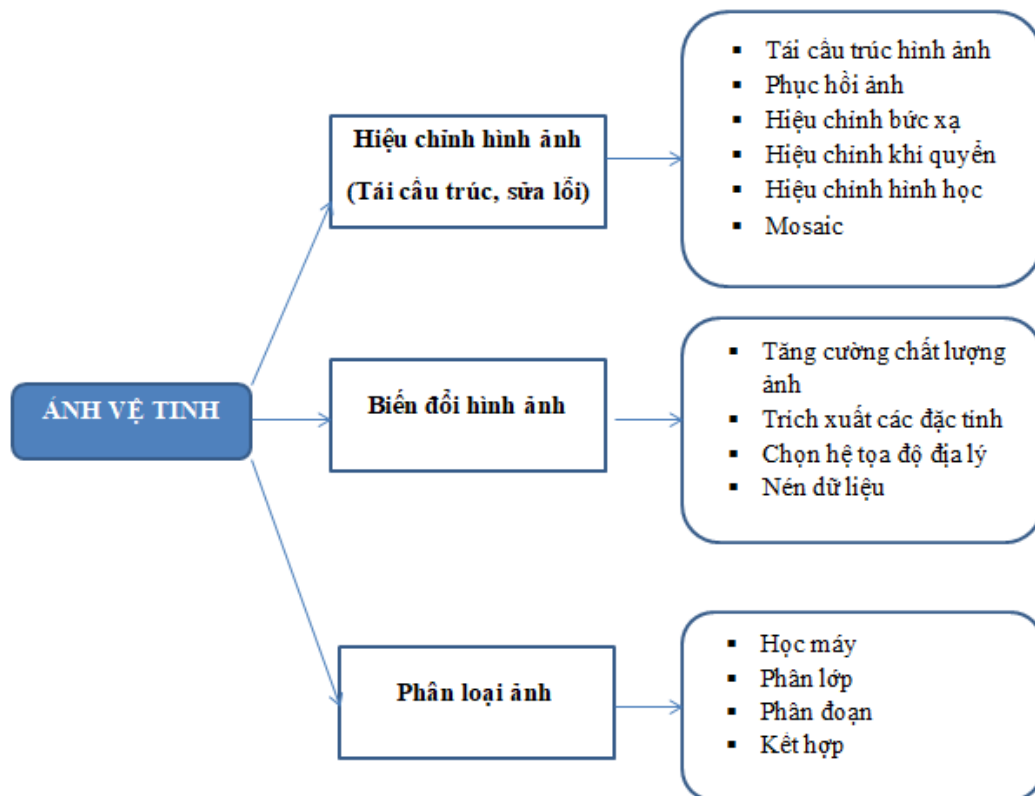 ẢNH VỆ TINH
Hiệu chỉnh hình ảnh
(Tái cấu trúc, sửa lỗi)
▪ Tái cấu trúc hình ảnh
▪ Phục hồi ảnh
▪ Hiệu chỉnh bức xạ
▪ Hiệu chỉnh khí quyển
▪ Hiệu chỉnh hình học
▪ Mosaic
Biến đổi hình ảnh
▪ Tăng cường chất lượng
ảnh
▪ Trích xuất các đặc tính
▪ Chọn hệ tọa độ địa lý
▪ Nén dữ liệu
Phân loại ảnh
▪ Học máy
▪ Phân lớp
▪ Phân đoạn
▪ Kết hợp